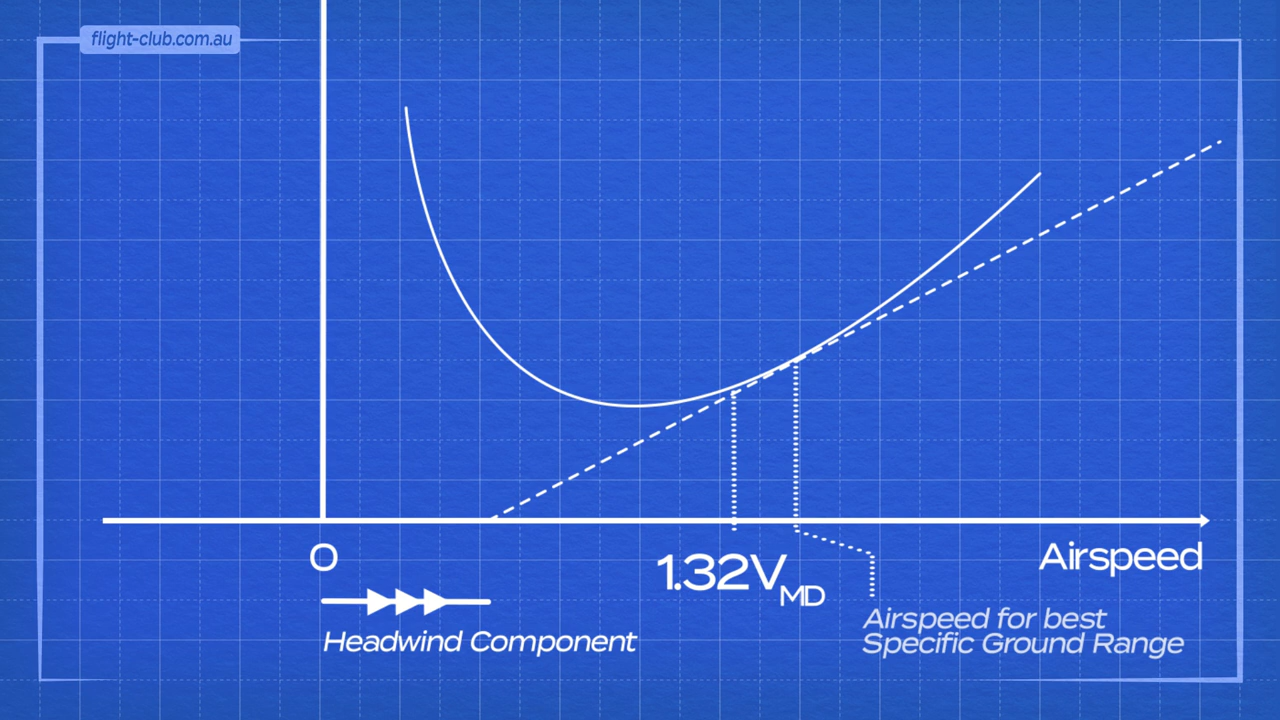 flight-club.com.au
O
1.32VMD
Airspeed
Headwind Component
Airspeed for best
Specific Ground Range